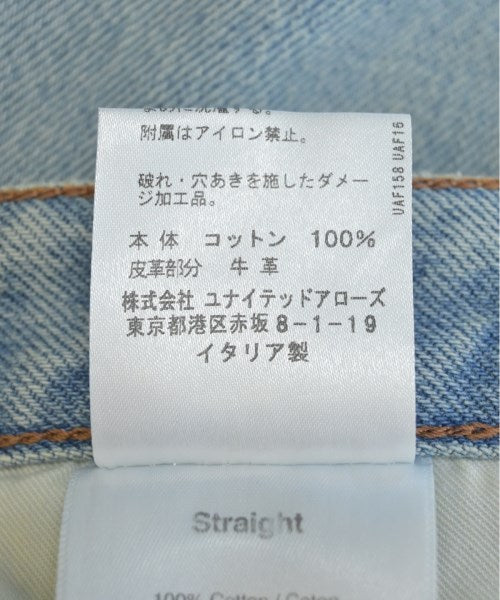 附属はアイロン禁止。
破れ・穴あきを施したダメー
ジ加工品。
本体 コットン 100%
皮革部分 牛革
株式会社 ユナイテッドアローズ
東京都港区赤坂8-1-19
イタリア製
UAF158 UAF16
Straight
100% Cotton / Coton